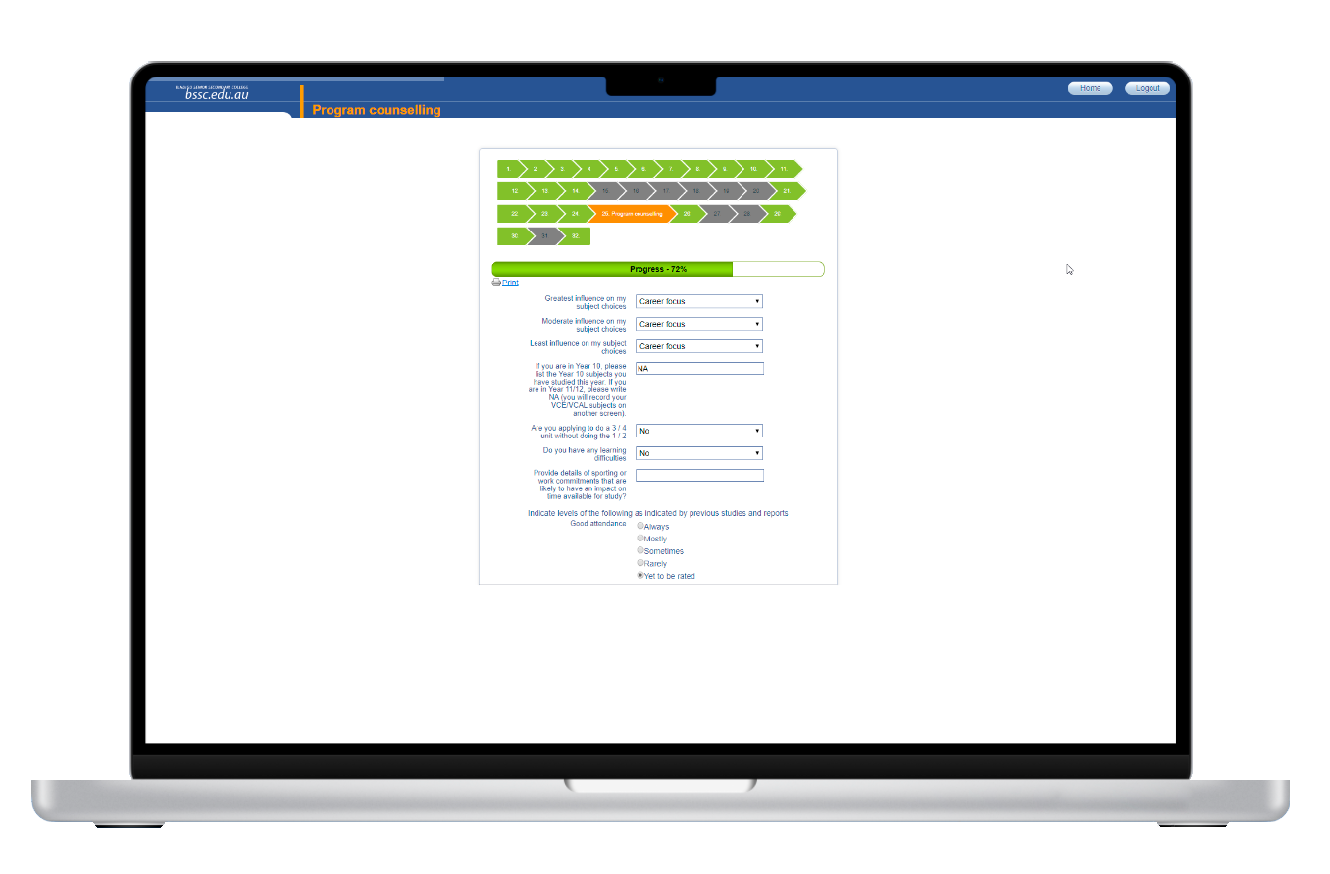 BENDIGO SENIOR SECONDARY COLLEGE
bssc.edu.au
Home
Logout
Program counselling
1. 2 3. 4 5. 6. 7. 8. 9. 10. 11.
12 13 14. 15 16 17 18 19 20 21.
22 23 24 25. Program counselling 26 27 28 29
30 31 32.
Progress - 72%
Print
Greatest influence on my
subject choices
Career focus
Moderate influence on my
subject choices
Career focus
Least influence on my subject
choices
Career focus
If you are in Year 10, please
list the Year 10 subjects you
have studied this year. If you
are in Year 11/12, please write
NA (you will record your
VCE/VCAL subjects on
another screen).
NA
Are you applying to do a 3 / 4
unit without doing the 1 / 2
No
Do you have any learning
difficulties
No
Provide details of sporting or
work commitments that are
likely to have an impact on
time available for study?
Indicate levels of the following as indicated by previous studies and reports
Good attendance
Always
Mostly
Sometimes
Rarely
Yet to be rated